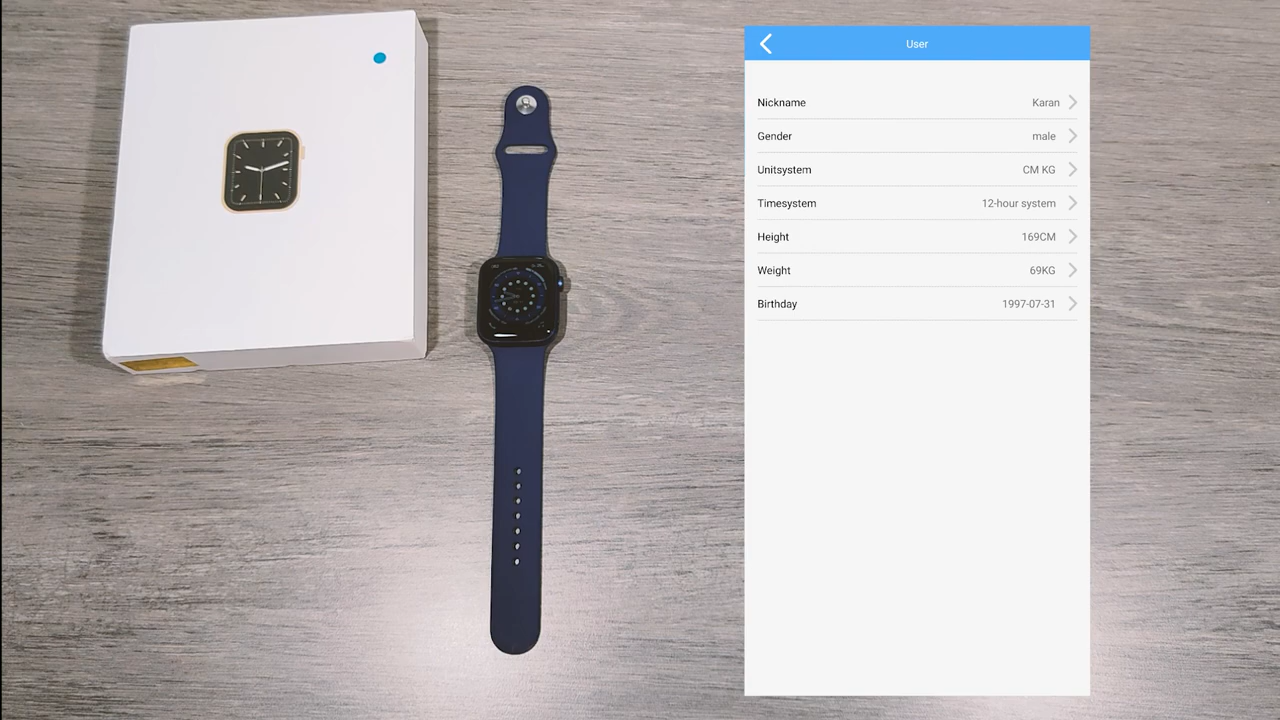 User
Nickname Karan
Gender male
Unitsystem CM KG
Timesystem 12-hour system
Height 169CM
Weight 69KG
Birthday 1997-07-31